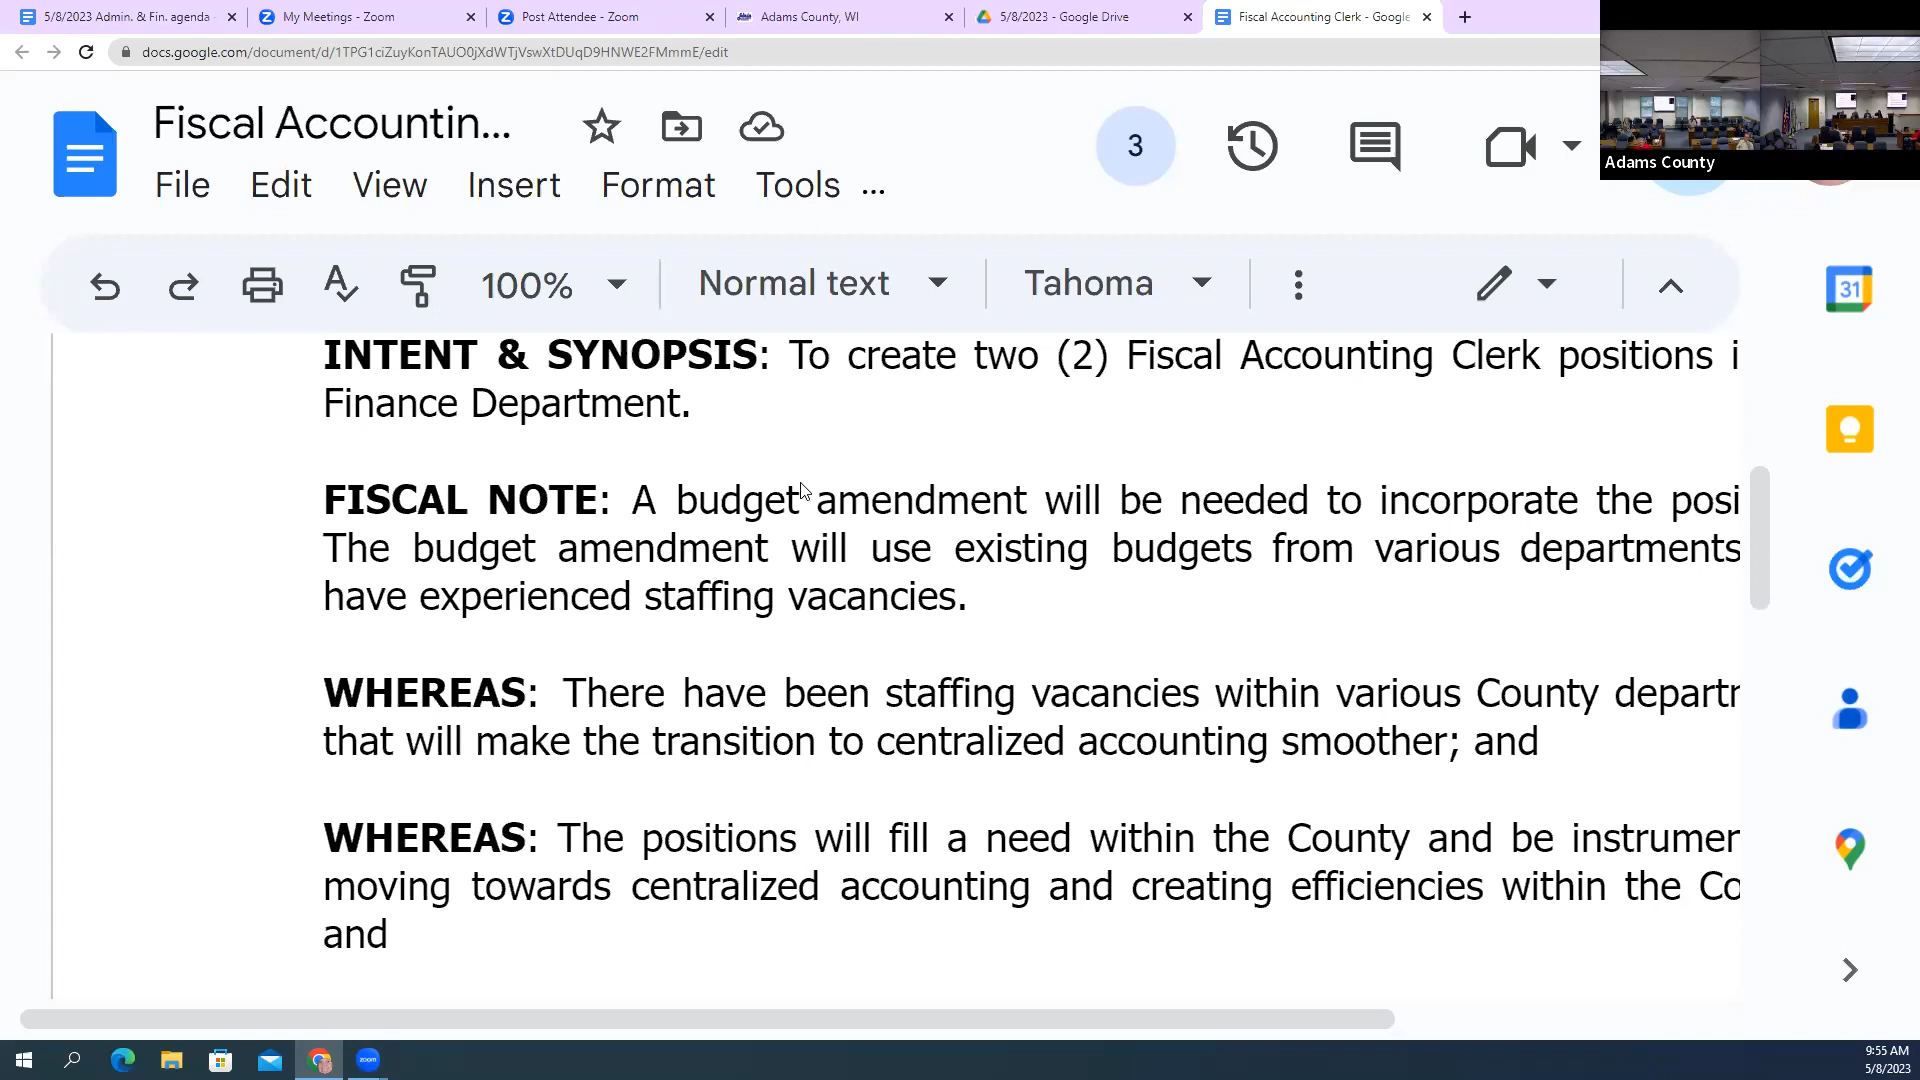 5/8/2023 Admin. & Fin. agenda
My Meetings - Zoom
Post Attendee - Zoom
Adams County, WI
5/8/2023 - Google Drive
Fiscal Accounting Clerk - Google
docs.google.com/document/d/1TPG1ciZuyKonTAUO0jXdWTjVswXtDUqD9HNWE2FMmmE/edit
Adams County
Fiscal Accountin...
3
File Edit View Insert Format Tools ...
100% Normal text Tahoma
31
INTENT & SYNOPSIS: To create two (2) Fiscal Accounting Clerk positions i
Finance Department.
FISCAL NOTE: A budget amendment will be needed to incorporate the posi
The budget amendment will use existing budgets from various departments
have experienced staffing vacancies.
WHEREAS: There have been staffing vacancies within various County departr
that will make the transition to centralized accounting smoother; and
WHEREAS: The positions will fill a need within the County and be instrumer
moving towards centralized accounting and creating efficiencies within the Co
and
zoom
9:55 AM
5/8/2023